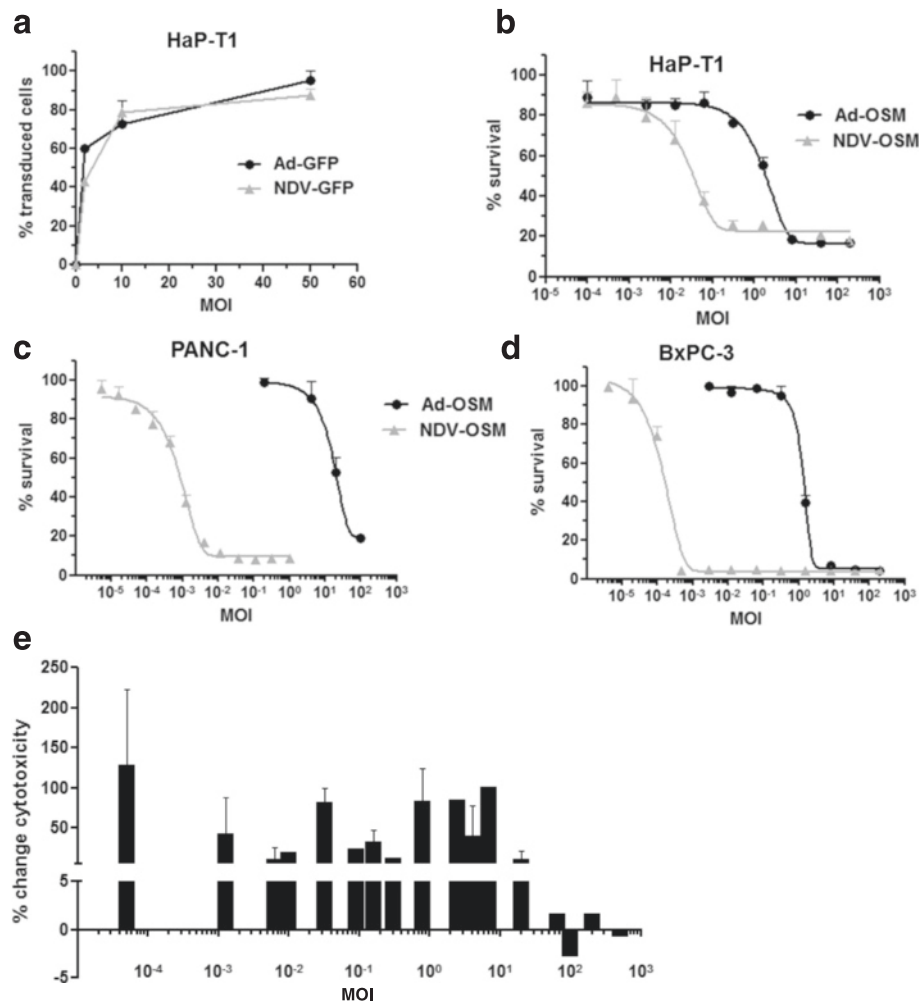 a
HaP-T1
% transduced cells
100
80
60
40
20
0
Ad-GFP
NDV-GFP
0 10 20 30 40 50 60
MOI
b
HaP-T1
% survival
100
80
60
40
20
0
Ad-OSM
NDV-OSM
10-5 10-4 10-3 10-2 10-1 100 101 102 103
MOI
c
PANC-1
% survival
100
80
60
40
20
0
Ad-OSM
NDV-OSM
10-5 10-4 10-3 10-2 10-1 100 101 102 103
MOI
d
BxPC-3
% survival
100
80
60
40
20
0
10-5 10-4 10-3 10-2 10-1 100 101 102 103
MOI
e
% change cytotoxicity
250
200
150
100
50
5
0
-5
10-4 10-3 10-2 10-1 100 101 102 103
MOI